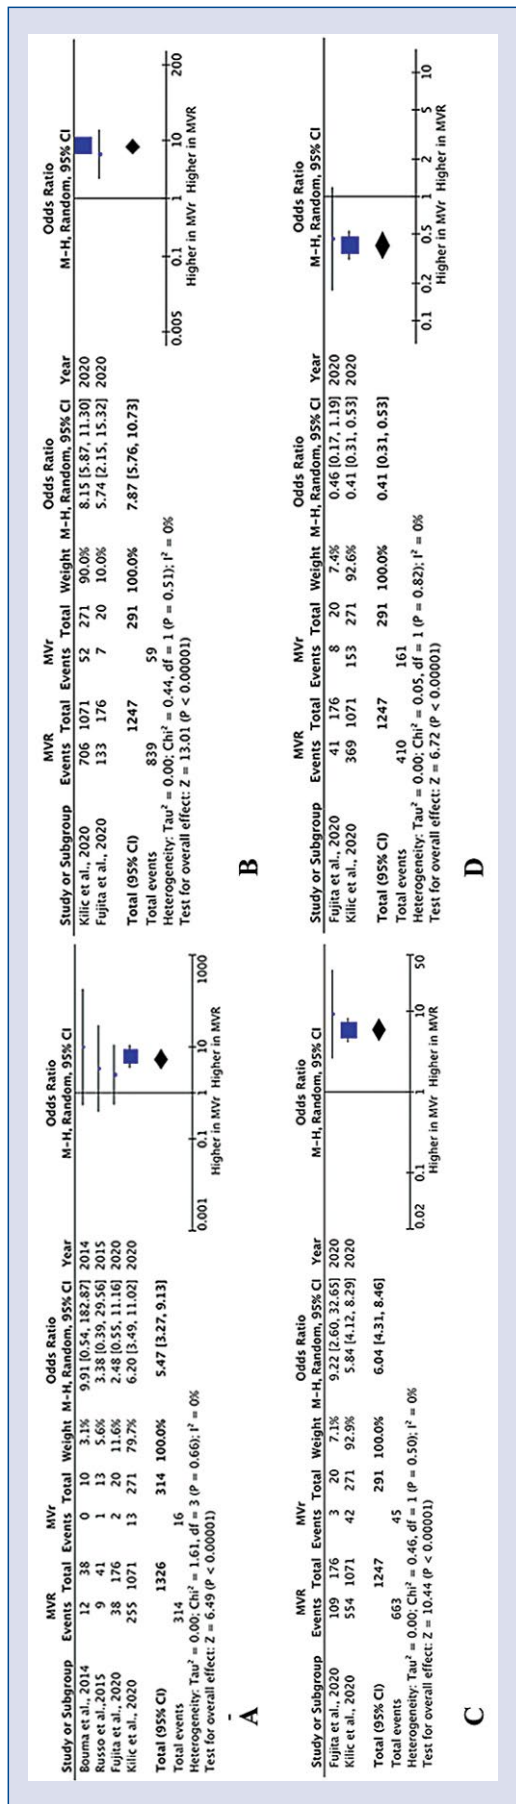 MVR MVr Odds Ratio Odds Ratio
Study or Subgroup Events Total Events Total Weight M-H, Random, 95% CI Year M-H, Random, 95% CI
Bouma et al., 2014 12 38 0 10 3.1% 9.91 [0.54, 182.87] 2014
Russo et al.,2015 9 41 1 13 5.6% 3.38 [0.39, 29.56] 2015
Fujita et al., 2020 38 176 2 20 11.6% 2.48 [0.55, 11.16] 2020
Kilic et al., 2020 255 1071 13 271 79.7% 6.20 [3.49, 11.02] 2020
Total (95% CI) 1326 314 100.0% 5.47 [3.27, 9.13]
Total events 314 16
Heterogeneity: Tau² = 0.00; Chi² = 1.61, df = 3 (P = 0.66); I² = 0%
Test for overall effect: Z = 6.49 (P < 0.00001)
0.001 0.1 1 10 1000
Higher in MVr Higher in MVR
A
MVR MVr Odds Ratio Odds Ratio
Study or Subgroup Events Total Events Total Weight M-H, Random, 95% CI Year M-H, Random, 95% CI
Kilic et al., 2020 706 1071 52 271 90.0% 8.15 [5.87, 11.30] 2020
Fujita et al., 2020 133 176 7 20 10.0% 5.74 [2.15, 15.32] 2020
Total (95% CI) 1247 291 100.0% 7.87 [5.76, 10.73]
Total events 839 59
Heterogeneity: Tau² = 0.00; Chi² = 0.44, df = 1 (P = 0.51); I² = 0%
Test for overall effect: Z = 13.01 (P < 0.00001)
0.005 0.1 1 10 200
Higher in MVr Higher in MVR
B
MVR MVr Odds Ratio Odds Ratio
Study or Subgroup Events Total Events Total Weight M-H, Random, 95% CI Year M-H, Random, 95% CI
Fujita et al., 2020 109 176 3 20 7.1% 9.22 [2.60, 32.65] 2020
Kilic et al., 2020 554 1071 42 271 92.9% 5.84 [4.12, 8.29] 2020
Total (95% CI) 1247 291 100.0% 6.04 [4.31, 8.46]
Total events 663 45
Heterogeneity: Tau² = 0.00; Chi² = 0.46, df = 1 (P = 0.50); I² = 0%
Test for overall effect: Z = 10.44 (P < 0.00001)
0.02 0.1 1 10 50
Higher in MVr Higher in MVR
C
MVR MVr Odds Ratio Odds Ratio
Study or Subgroup Events Total Events Total Weight M-H, Random, 95% CI Year M-H, Random, 95% CI
Fujita et al., 2020 41 176 8 20 7.4% 0.46 [0.17, 1.19] 2020
Kilic et al., 2020 369 1071 153 271 92.6% 0.41 [0.31, 0.53] 2020
Total (95% CI) 1247 291 100.0% 0.41 [0.31, 0.53]
Total events 410 161
Heterogeneity: Tau² = 0.00; Chi² = 0.05, df = 1 (P = 0.82); I² = 0%
Test for overall effect: Z = 6.72 (P < 0.00001)
0.1 0.2 0.5 1 2 5 10
Higher in MVr Higher in MVR
D